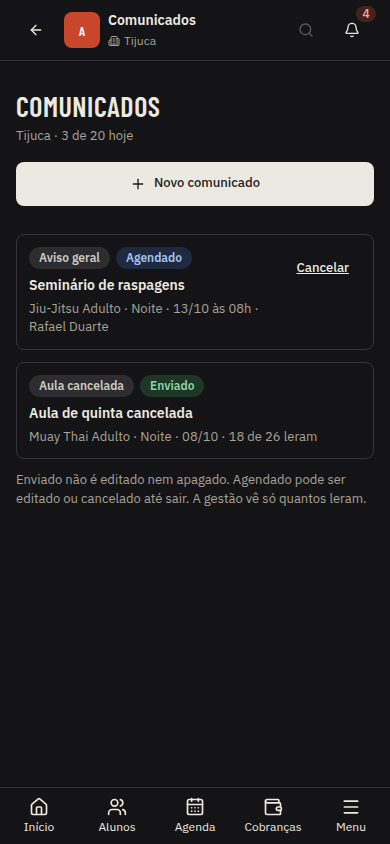 A
Comunicados
Tijuca
4
COMUNICADOS
Tijuca · 3 de 20 hoje
Novo comunicado
Aviso geral
Agendado
Cancelar
Seminário de raspagens
Jiu-Jitsu Adulto · Noite · 13/10 às 08h ·
Rafael Duarte
Aula cancelada
Enviado
Aula de quinta cancelada
Muay Thai Adulto · Noite · 08/10 · 18 de 26 leram
Enviado não é editado nem apagado. Agendado pode ser
editado ou cancelado até sair. A gestão vê só quantos leram.
Início
Alunos
Agenda
Cobranças
Menu